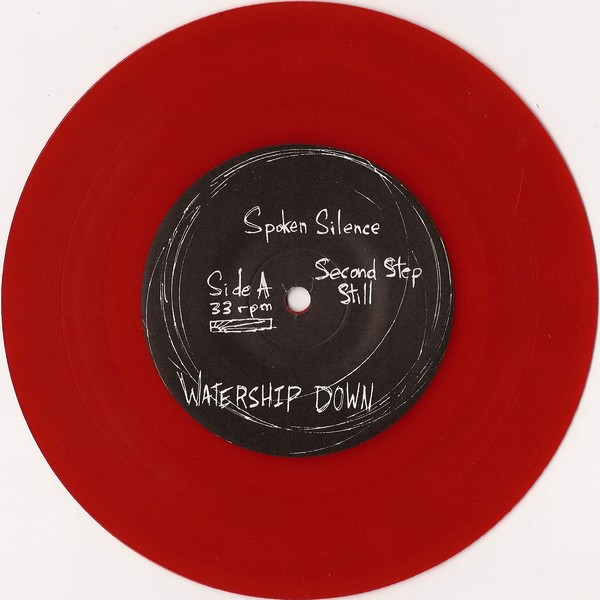 Spoken Silence
Side A
33 rpm
Second Step
Still
WATERSHIP DOWN